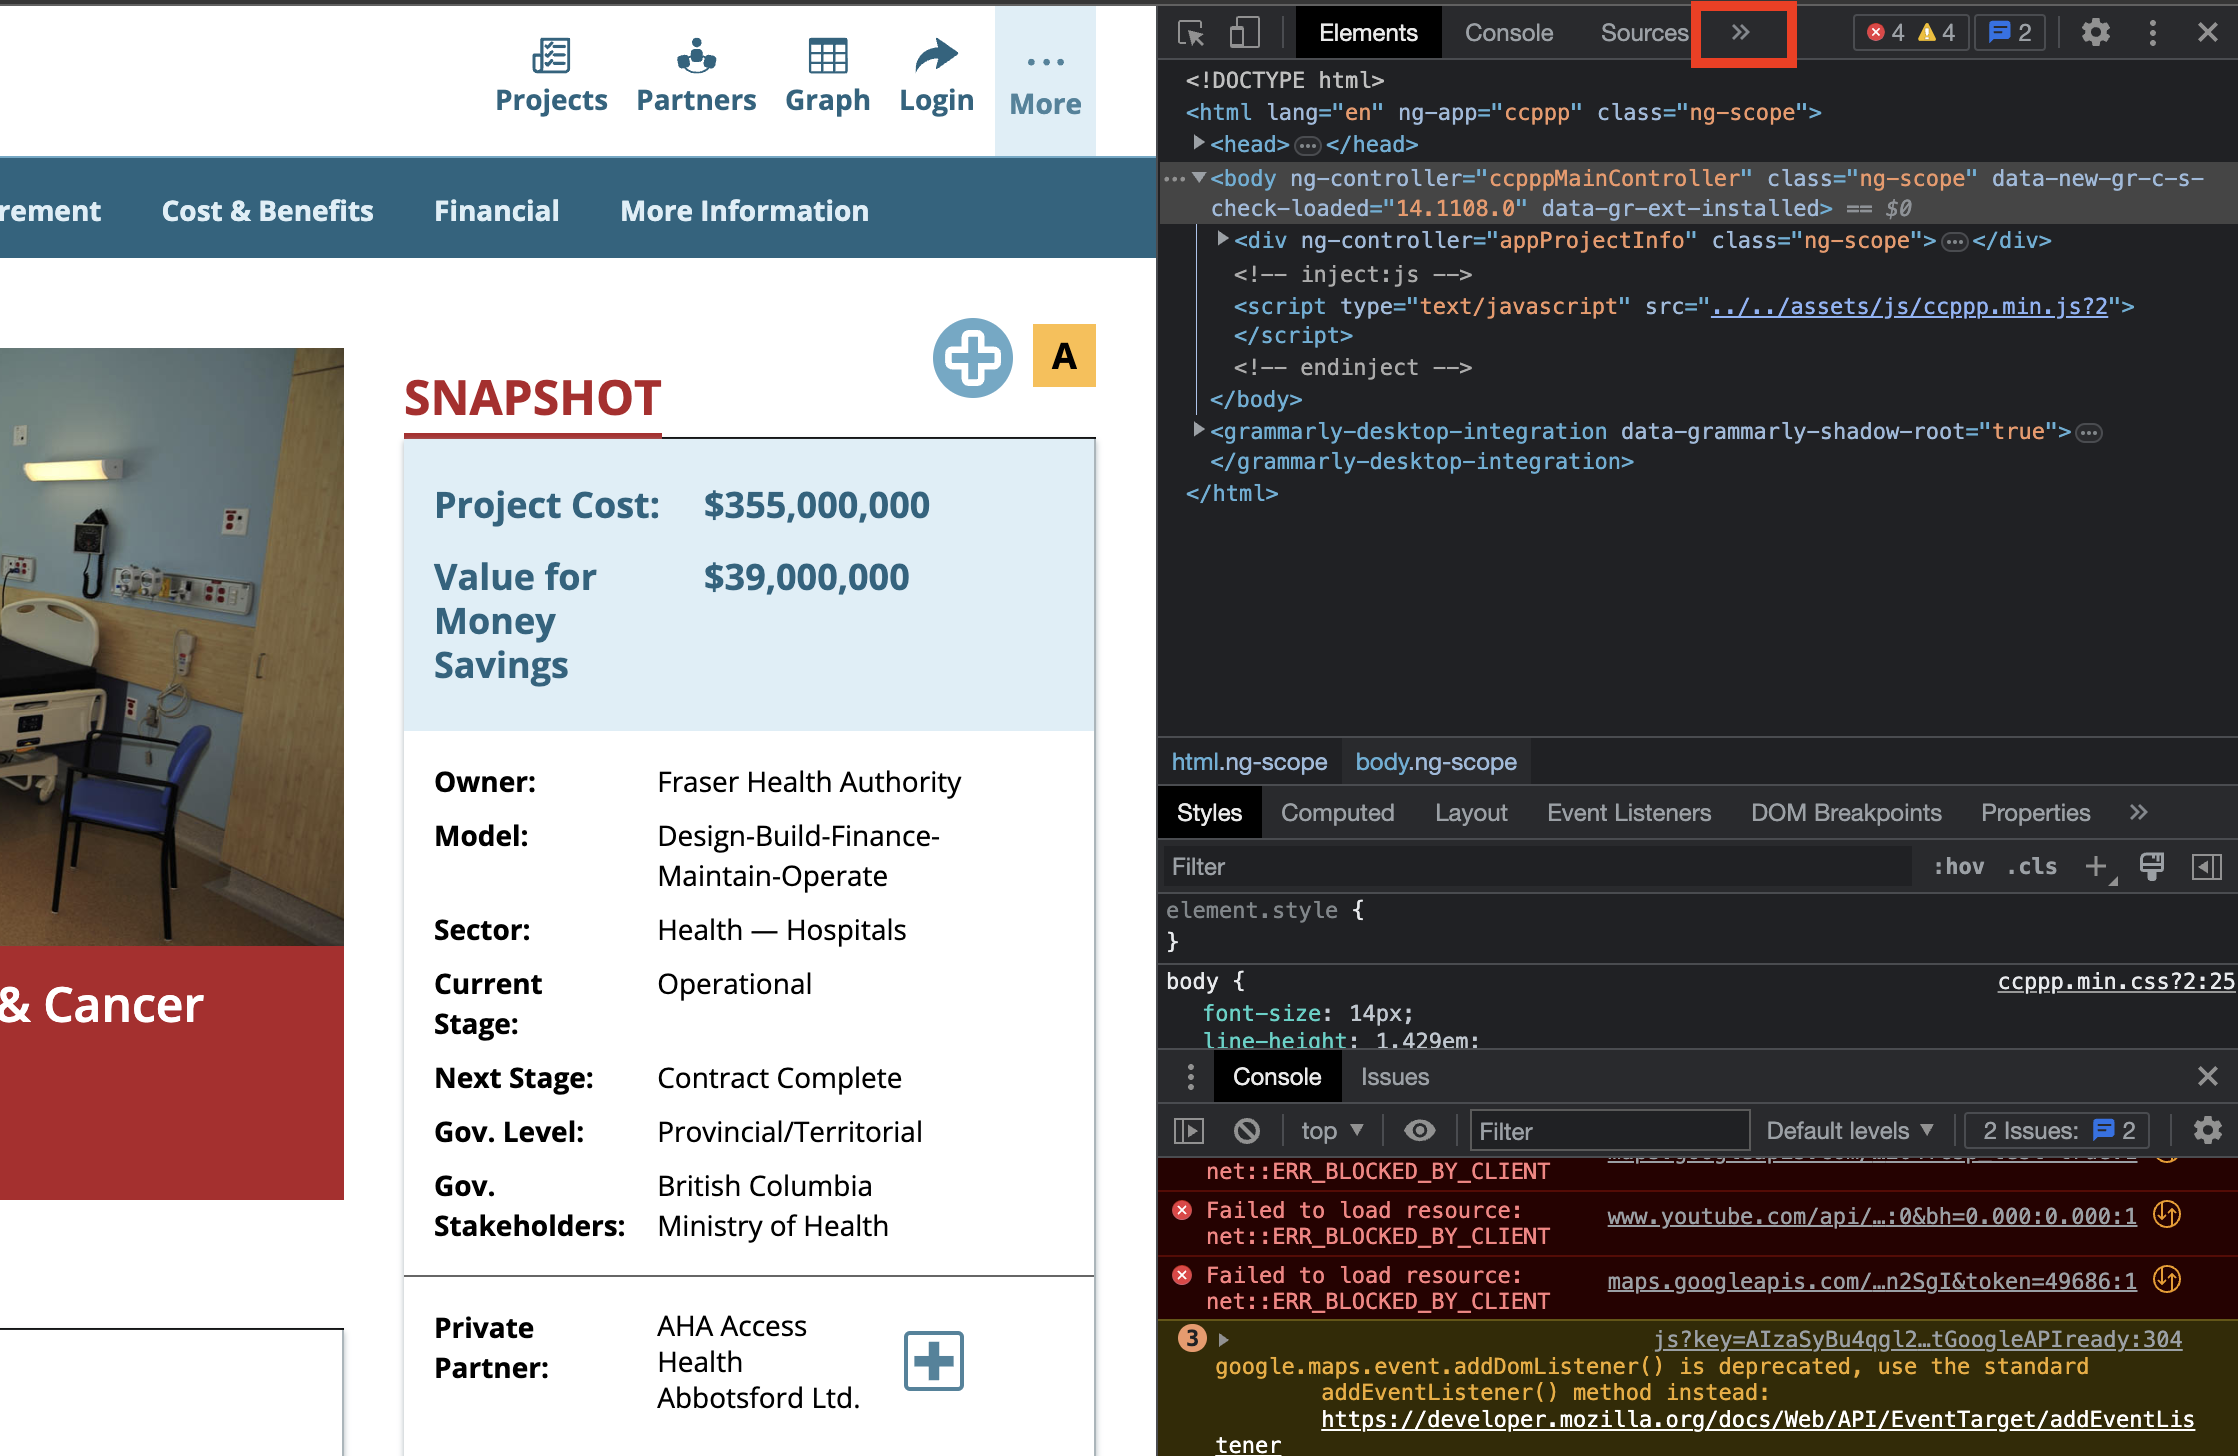 Projects
Partners
Graph
Login
More
rement
Cost & Benefits
Financial
More Information
SNAPSHOT
A
Project Cost: $355,000,000
Value for $39,000,000
Money
Savings
Owner: Fraser Health Authority
Model: Design-Build-Finance-
Maintain-Operate
Sector: Health — Hospitals
Current Operational
Stage:
Next Stage: Contract Complete
Gov. Level: Provincial/Territorial
Gov. British Columbia
Stakeholders: Ministry of Health
Private AHA Access
Partner: Health
Abbotsford Ltd.
& Cancer
Elements
Console
Sources
»
4
4
2
<!DOCTYPE html>
<html lang="en" ng-app="ccppp" class="ng-scope">
<head>…</head>
…<body ng-controller="ccpppMainController" class="ng-scope" data-new-gr-c-s-
check-loaded="14.1108.0" data-gr-ext-installed> == $0
<div ng-controller="appProjectInfo" class="ng-scope">…</div>
<!-- inject:js -->
<script type="text/javascript" src="../../assets/js/ccppp.min.js?2">
</script>
<!-- endinject -->
</body>
<grammarly-desktop-integration data-grammarly-shadow-root="true">…
</grammarly-desktop-integration>
</html>
html.ng-scope
body.ng-scope
Styles
Computed
Layout
Event Listeners
DOM Breakpoints
Properties
»
Filter
:hov
.cls
+
element.style {
}
body {
ccppp.min.css?2:25
font-size: 14px;
line-height: 1.429em;
Console
Issues
top
Filter
Default levels
2 Issues: 2
net::ERR_BLOCKED_BY_CLIENT
Failed to load resource: www.youtube.com/api/…:0&bh=0.000:0.000:1
net::ERR_BLOCKED_BY_CLIENT
Failed to load resource: maps.googleapis.com/…n2SgI&token=49686:1
net::ERR_BLOCKED_BY_CLIENT
3
js?key=AIzaSyBu4qgl2…tGoogleAPIready:304
google.maps.event.addDomListener() is deprecated, use the standard
addEventListener() method instead:
https://developer.mozilla.org/docs/Web/API/EventTarget/addEventLis
tener